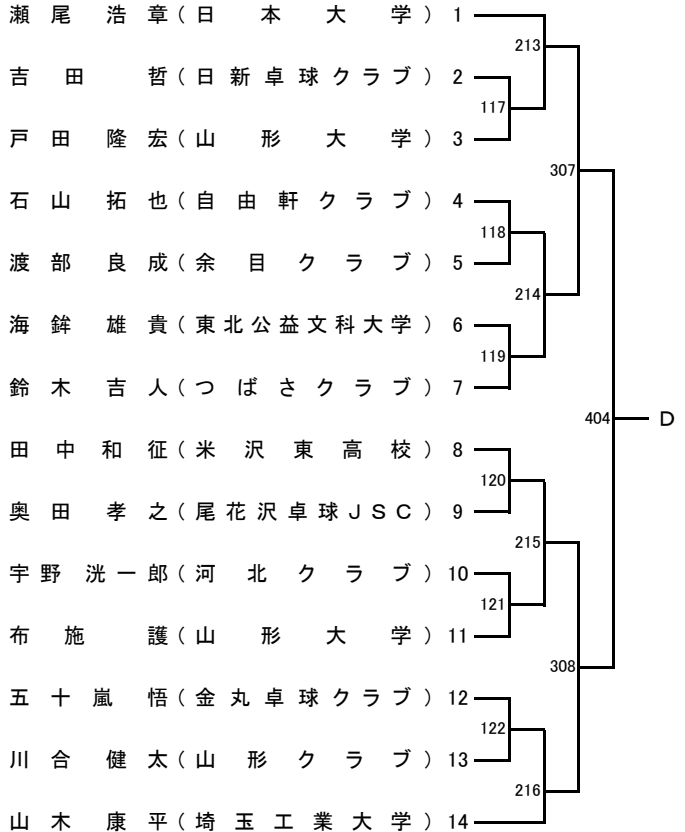 瀬尾 浩章(日本大学) 1
213
吉田 哲(日新卓球クラブ) 2
117
戸田 隆宏(山形大学) 3
307
石山 拓也(自由軒クラブ) 4
118
渡部 良成(余目クラブ) 5
214
海鉾 雄貴(東北公益文科大学) 6
119
鈴木 吉人(つばさクラブ) 7
404 D
田中 和征(米沢東高校) 8
120
奥田 孝之(尾花沢卓球JSC) 9
215
宇野 洸一郎(河北クラブ) 10
121
布施 護(山形大学) 11
308
五十嵐 悟(金丸卓球クラブ) 12
122
川合 健太(山形クラブ) 13
216
山木 康平(埼玉工業大学) 14